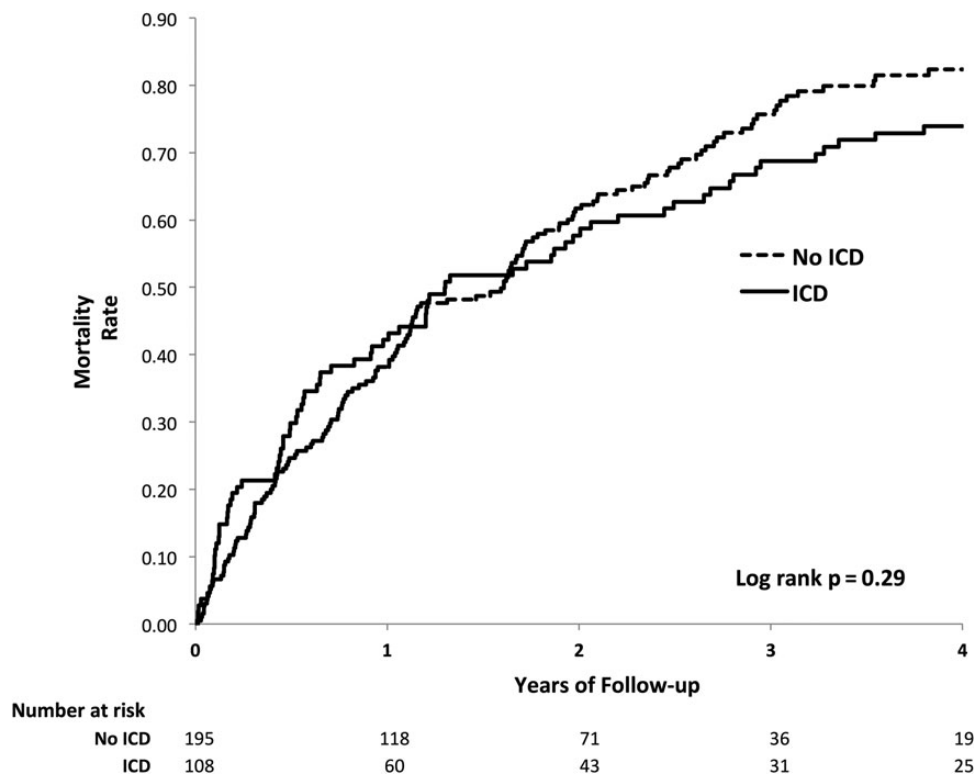 Mortality
Rate
0.90
0.80
0.70
0.60
0.50
0.40
0.30
0.20
0.10
0.00
No ICD
ICD
Log rank p = 0.29
0 1 2 3 4
Years of Follow-up
Number at risk
No ICD 195 118 71 36 19
ICD 108 60 43 31 25